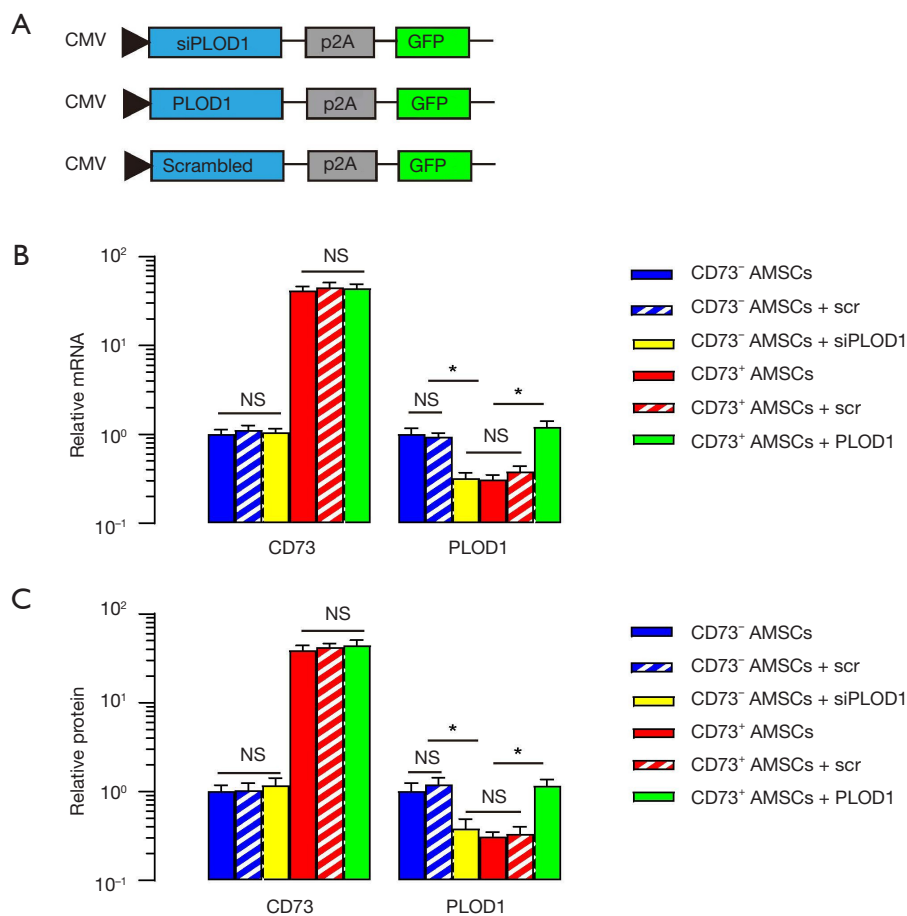 A
CMV siPLOD1 p2A GFP
CMV PLOD1 p2A GFP
CMV Scrambled p2A GFP
B
Relative mRNA
10²
10¹
10⁰
10⁻¹
NS
NS
NS
*
NS
*
CD73
PLOD1
CD73⁻ AMSCs
CD73⁻ AMSCs + scr
CD73⁻ AMSCs + siPLOD1
CD73⁺ AMSCs
CD73⁺ AMSCs + scr
CD73⁺ AMSCs + PLOD1
C
Relative protein
10²
10¹
10⁰
10⁻¹
NS
NS
NS
*
NS
*
CD73
PLOD1
CD73⁻ AMSCs
CD73⁻ AMSCs + scr
CD73⁻ AMSCs + siPLOD1
CD73⁺ AMSCs
CD73⁺ AMSCs + scr
CD73⁺ AMSCs + PLOD1